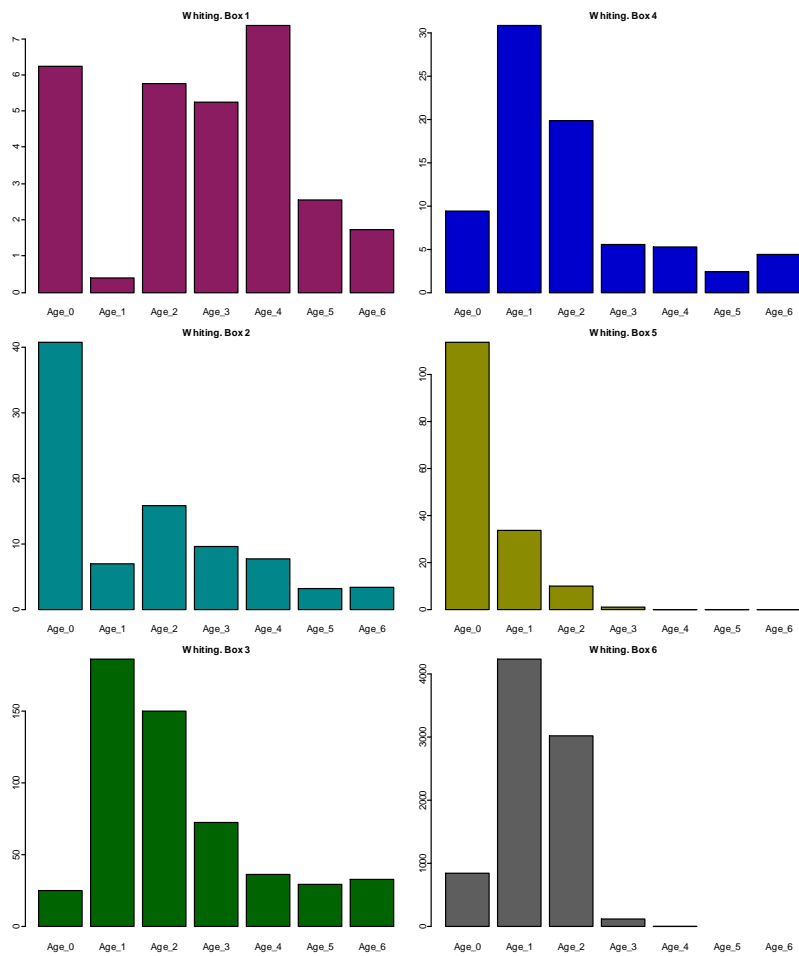 Whiting. Box 1
7
6
5
4
3
2
1
0
Age_0 Age_1 Age_2 Age_3 Age_4 Age_5 Age_6
Whiting. Box 4
30
25
20
15
10
5
0
Age_0 Age_1 Age_2 Age_3 Age_4 Age_5 Age_6
Whiting. Box 2
40
30
20
10
0
Age_0 Age_1 Age_2 Age_3 Age_4 Age_5 Age_6
Whiting. Box 5
100
80
60
40
20
0
Age_0 Age_1 Age_2 Age_3 Age_4 Age_5 Age_6
Whiting. Box 3
150
100
50
0
Age_0 Age_1 Age_2 Age_3 Age_4 Age_5 Age_6
Whiting. Box 6
4000
3000
2000
1000
0
Age_0 Age_1 Age_2 Age_3 Age_4 Age_5 Age_6